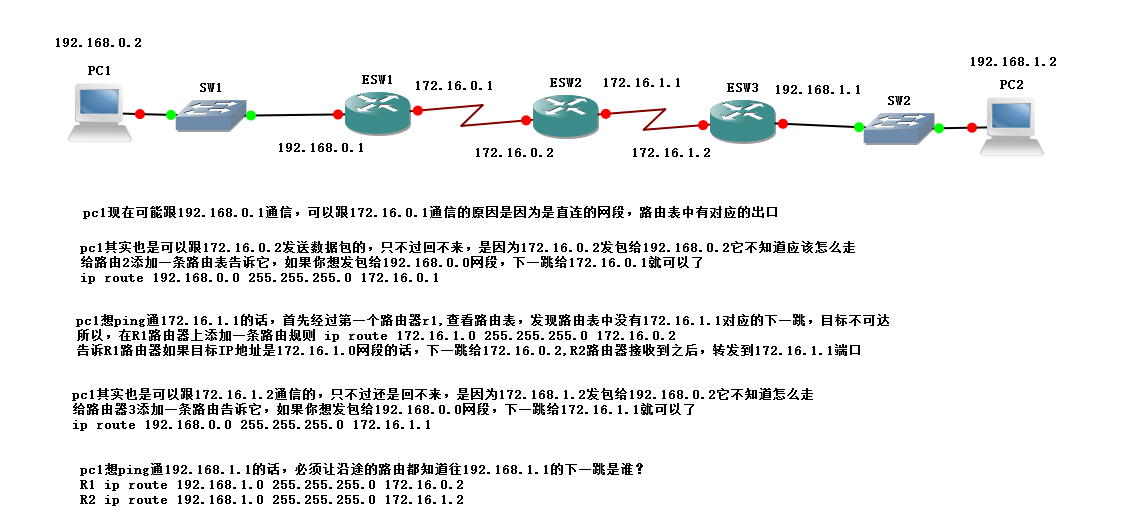 192.168.0.2
PC1
SW1
ESW1
172.16.0.1
ESW2
172.16.1.1
ESW3
192.168.1.1
SW2
192.168.1.2
PC2
192.168.0.1
172.16.0.2
172.16.1.2
pc1现在可能跟192.168.0.1通信，可以跟172.16.0.1通信的原因是因为是直连的网段，路由表中有对应的出口
pc1其实也是可以跟172.16.0.2发送数据包的，只不过回不来，是因为172.16.0.2发包给192.168.0.2它不知道应该怎么走
给路由2添加一条路由表告诉它，如果你想发包给192.168.0.0网段，下一跳给172.16.0.1就可以了
ip route 192.168.0.0 255.255.255.0 172.16.0.1
pc1想ping通172.16.1.1的话，首先经过第一个路由器r1,查看路由表，发现路由表中没有172.16.1.1对应的下一跳，目标不可达
所以，在R1路由器上添加一条路由规则 ip route 172.16.1.0 255.255.255.0 172.16.0.2
告诉R1路由器如果目标IP地址是172.16.1.0网段的话，下一跳给172.16.0.2,R2路由器接收到之后，转发到172.16.1.1端口
pc1其实也是可以跟172.16.1.2通信的，只不过还是回不来，是因为172.168.1.2发包给192.168.0.2它不知道怎么走
给路由器3添加一条路由告诉它，如果你想发包给192.168.0.0网段，下一跳给172.16.1.1就可以了
ip route 192.168.0.0 255.255.255.0 172.16.1.1
pc1想ping通192.168.1.1的话，必须让沿途的路由都知道往192.168.1.1的下一跳是谁？
R1 ip route 192.168.1.0 255.255.255.0 172.16.0.2
R2 ip route 192.168.1.0 255.255.255.0 172.16.1.2